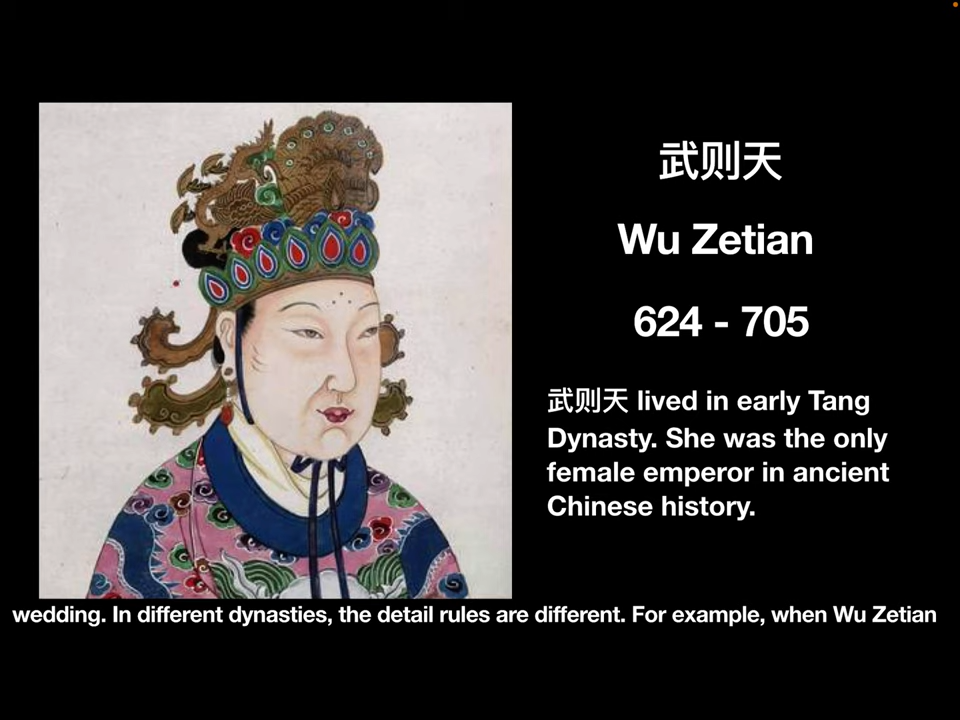 武则天
Wu Zetian
624 - 705
武则天 lived in early Tang
Dynasty. She was the only
female emperor in ancient
Chinese history.
wedding. In different dynasties, the detail rules are different. For example, when Wu Zetian